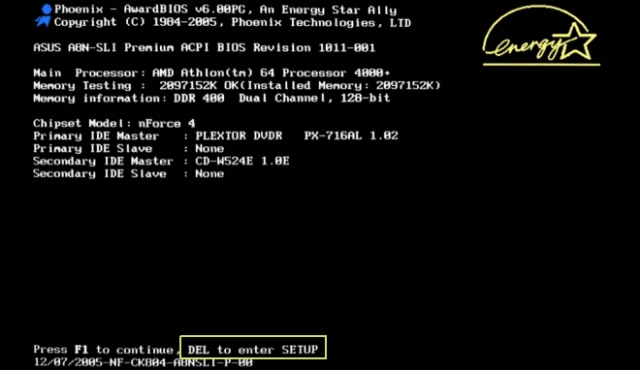 Phoenix - AwardBIOS v6.00PG, An Energy Star Ally
Copyright (C) 1984-2005, Phoenix Technologies, LTD
energy
ASUS A8N-SLI Premium ACPI BIOS Revision 1011-001
Main Processor: AMD Athlon(tm) 64 Processor 4000+
Memory Testing : 2097152K OK(Installed Memory: 2097152K)
Memory information: DDR 400 Dual Channel, 128-bit
Chipset Model: nForce 4
Primary IDE Master : PLEXTOR DVDR PX-716AL 1.02
Primary IDE Slave : None
Secondary IDE Master : CD-W524E 1.0E
Secondary IDE Slave : None
Press F1 to continue, DEL to enter SETUP
12/07/2005-NF-CK804-A8NSLI-P-00